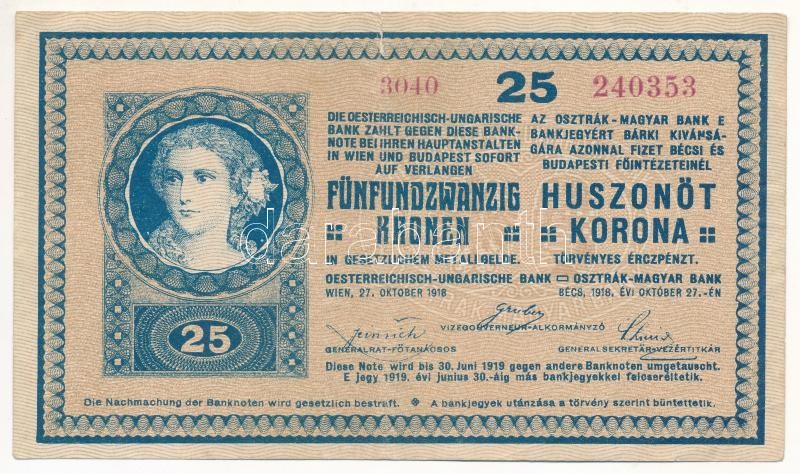 3040 25 240353
DIE OESTERREICHISCH-UNGARISCHE
BANK ZAHLT GEGEN DIESE BANK-
NOTE BEI IHREN HAUPTANSTALTEN
IN WIEN UND BUDAPEST SOFORT
AUF VERLANGEN
FÜNFUNDZWANZIG
KRONEN
IN GESETZLICHEM METALLGELDE.
AZ OSZTRÁK-MAGYAR BANK E
BANKJEGYÉRT BÁRKI KIVÁNSÁ-
GÁRA AZONNAL FIZET BÉCSI ÉS
BUDAPESTI FŐINTÉZETEINÉL
HUSZONÖT
KORONA
TÖRVÉNYES ÉRCZPÉNZT.
OESTERREICHISCH-UNGARISCHE BANK
OSZTRÁK-MAGYAR BANK
WIEN, 27. OKTOBER 1918
BÉCS, 1918. ÉVI OKTÓBER 27.-ÉN
Gruber
VIZEGOUVERNEUR-ALKORMÁNYZÓ
GENERALRAT-FŐTANÁCSOS
GENERALSEKRETÄR-VEZÉRTITKÁR
25
Diese Note wird bis 30. Juni 1919 gegen andere Banknoten umgetauscht.
E jegy 1919. évi junius 30.-áig más bankjegyekkel felcseréltetik.
Die Nachmachung der Banknoten wird gesetzlich bestraft. A bankjegyek utánzása a törvény szerint büntettetik.
darabanth